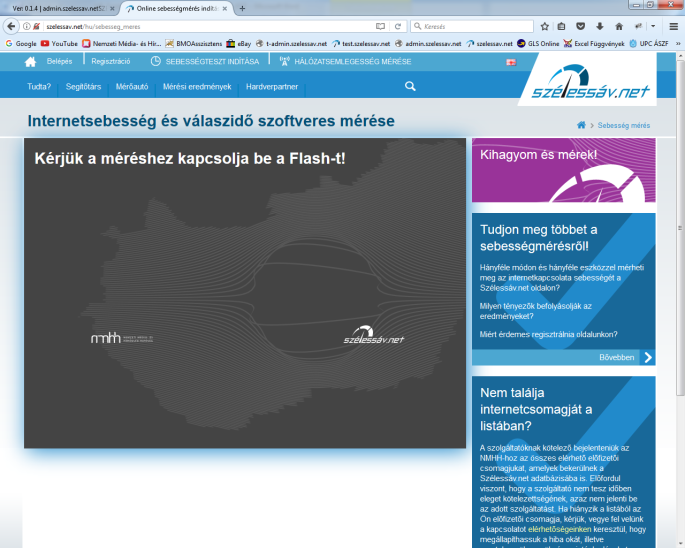 Veri 0.1.4 | admin.szelessav.netSZ...
Online sebességmérés indítá...
szelessav.net/hu/sebesseg_meres
Keresés
Google
YouTube
Nemzeti Média- és Hír...
BMOAsszisztens
eBay
t-admin.szelessav.net
test.szelessav.net
admin.szelessav.net
szelessav.net
GLS Online
Excel Függvények
UPC ÁSZF
Belépés
Regisztráció
SEBESSÉGTESZT INDÍTÁSA
HÁLÓZATSEMLEGESSÉG MÉRÉSE
Tudta?
Segítőtárs
Mérőautó
Mérési eredmények
Hardverpartner
szélessáv.net
Internetsebesség és válaszidő szoftveres mérése
Sebesség mérés
Kérjük a méréshez kapcsolja be a Flash-t!
nmhh
szélessáv.net
Kihagyom és mérek!
Tudjon meg többet a
sebességmérésről!
Hányféle módon és hányféle eszközzel mérheti
meg az internetkapcsolata sebességét a
Szélessav.net oldalon?
Milyen tényezők befolyásolják az
eredményeket?
Miért érdemes regisztrálnia oldalunkon?
Bővebben
Nem találja
internetcsomagját a
listában?
A szolgáltatóknak kötelező bejelenteniük az
NMHH-hoz az összes elérhető előfizetői
csomagjukat, amelyek bekerülnek a
Szélessav.net adatbázisába is. Előfordul
viszont, hogy a szolgáltató nem tesz időben
eleget kötelezettségének, azaz nem jelenti be
az adott szolgáltatást. Ha hiányzik a listából az
Ön előfizetői csomagja, kérjük, vegye fel velünk
a kapcsolatot elérhetőségeinken keresztül, hogy
megállapíthassuk a hiba okát, illetve